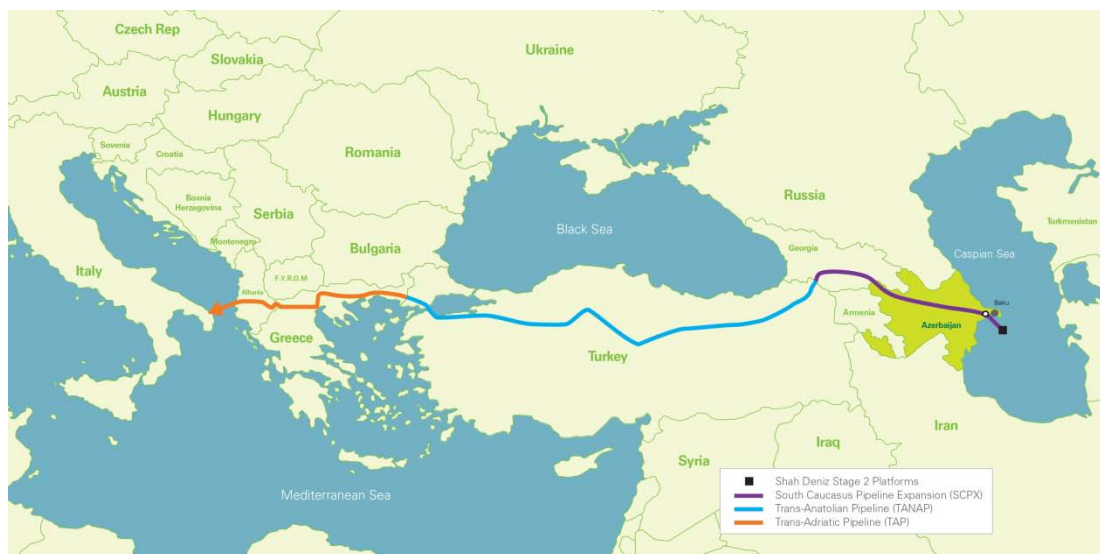 Czech Rep
Slovakia
Ukraine
Austria
Hungary
Slovenia
Croatia
Romania
Bosnia
Herzegovina
Serbia
Russia
Montenegro
Bulgaria
Black Sea
Georgia
Caspian Sea
Turkmenistan
Italy
F.Y.R.O.M
Albania
Armenia
Baku
Azerbaijan
Greece
Turkey
Iran
Iraq
Syria
Mediterranean Sea
Shah Deniz Stage 2 Platforms
South Caucasus Pipeline Expansion (SCPX)
Trans-Anatolian Pipeline (TANAP)
Trans-Adriatic Pipeline (TAP)